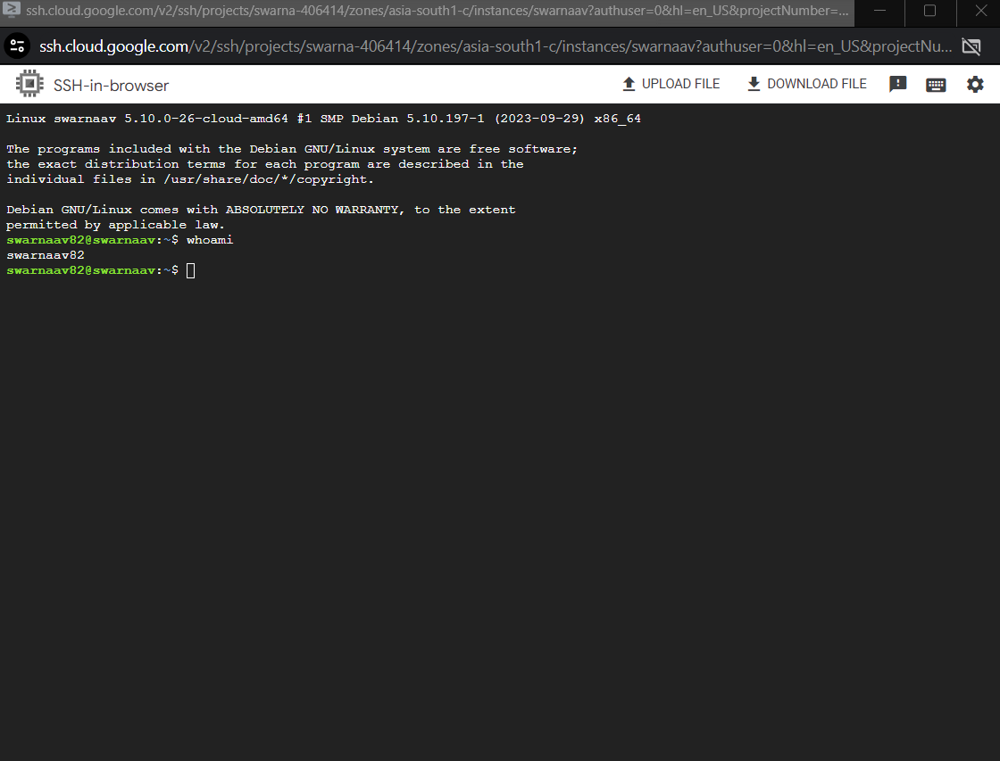 ssh.cloud.google.com/v2/ssh/projects/swarna-406414/zones/asia-south1-c/instances/swarnaav?authuser=0&hl=en_US&projectNumber=...
ssh.cloud.google.com/v2/ssh/projects/swarna-406414/zones/asia-south1-c/instances/swarnaav?authuser=0&hl=en_US&projectNu...
SSH-in-browser UPLOAD FILE DOWNLOAD FILE
Linux swarnaav 5.10.0-26-cloud-amd64 #1 SMP Debian 5.10.197-1 (2023-09-29) x86_64
The programs included with the Debian GNU/Linux system are free software;
the exact distribution terms for each program are described in the
individual files in /usr/share/doc/*/copyright.
Debian GNU/Linux comes with ABSOLUTELY NO WARRANTY, to the extent
permitted by applicable law.
swarnaav82@swarnaav:~$ whoami
swarnaav82
swarnaav82@swarnaav:~$